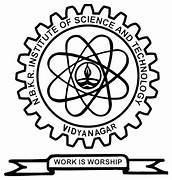 N.B.K.R. INSTITUTE OF SCIENCE AND TECHNOLOGY
VIDYANAGAR
WORK IS WORSHIP